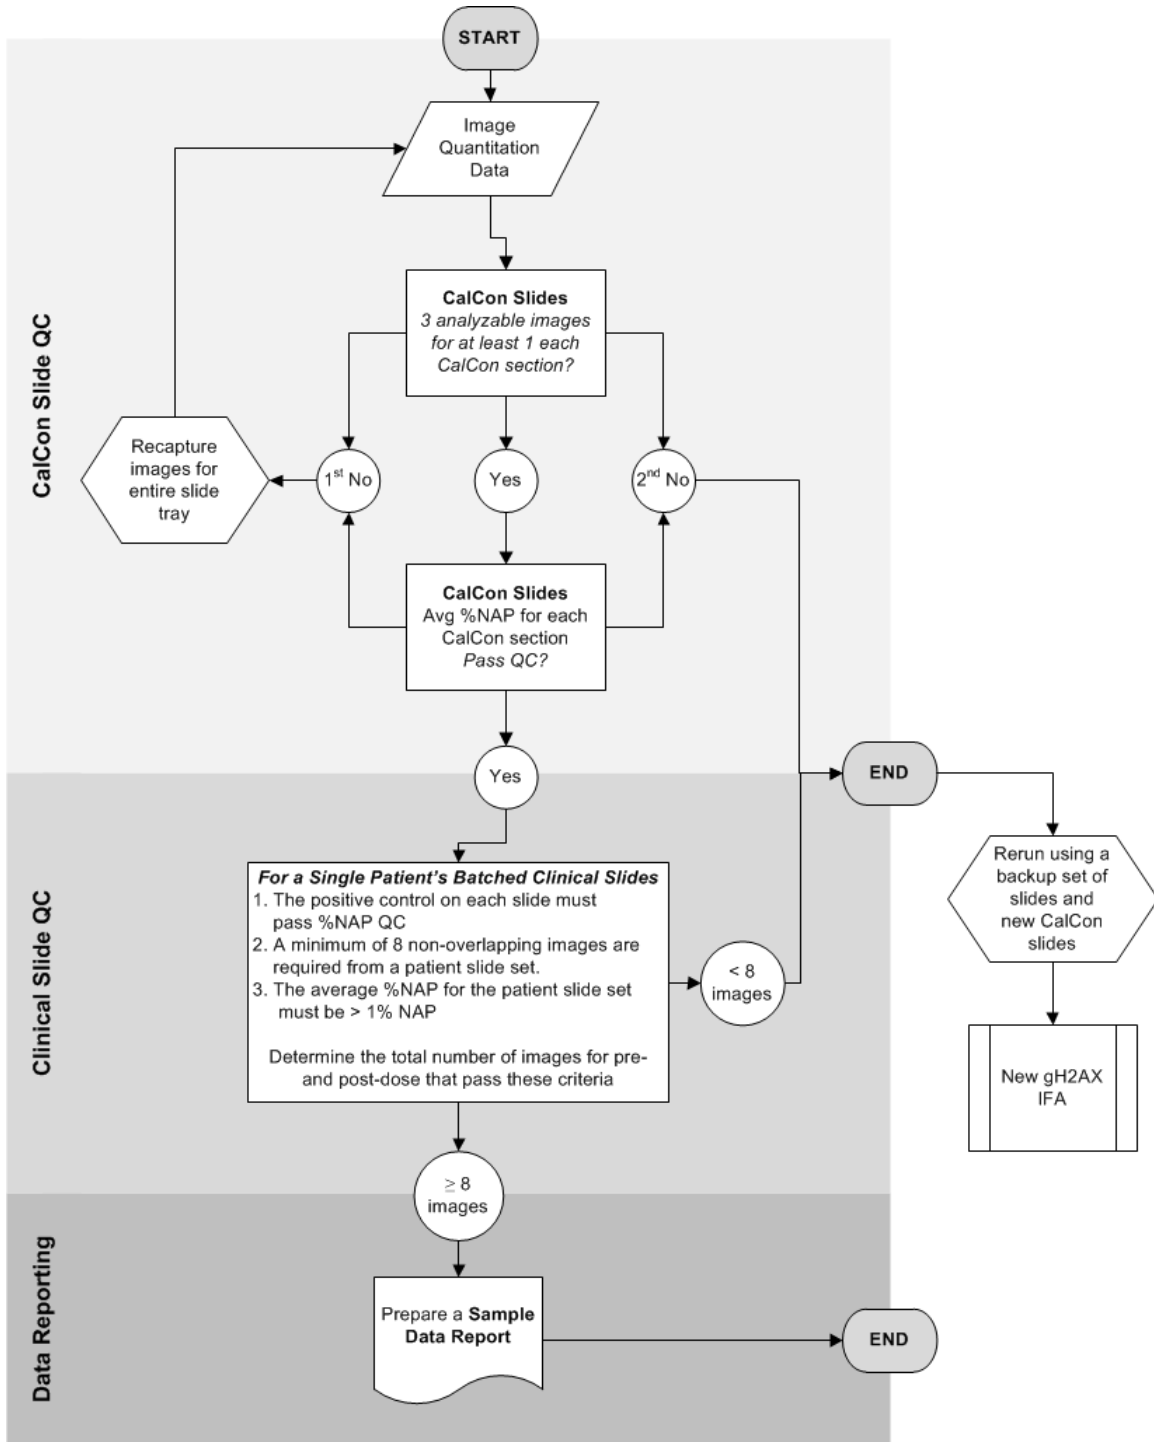 START
Image
Quantitation
Data
CalCon Slide QC
CalCon Slides
3 analyzable images
for at least 1 each
CalCon section?
Recapture
images for
entire slide
tray
1st No
Yes
2nd No
CalCon Slides
Avg %NAP for each
CalCon section
Pass QC?
Yes
END
Clinical Slide QC
For a Single Patient's Batched Clinical Slides
1. The positive control on each slide must
pass %NAP QC
2. A minimum of 8 non-overlapping images are
required from a patient slide set.
3. The average %NAP for the patient slide set
must be > 1% NAP
Determine the total number of images for pre-
and post-dose that pass these criteria
< 8
images
Rerun using a
backup set of
slides and
new CalCon
slides
New gH2AX
IFA
≥ 8
images
Data Reporting
Prepare a Sample
Data Report
END